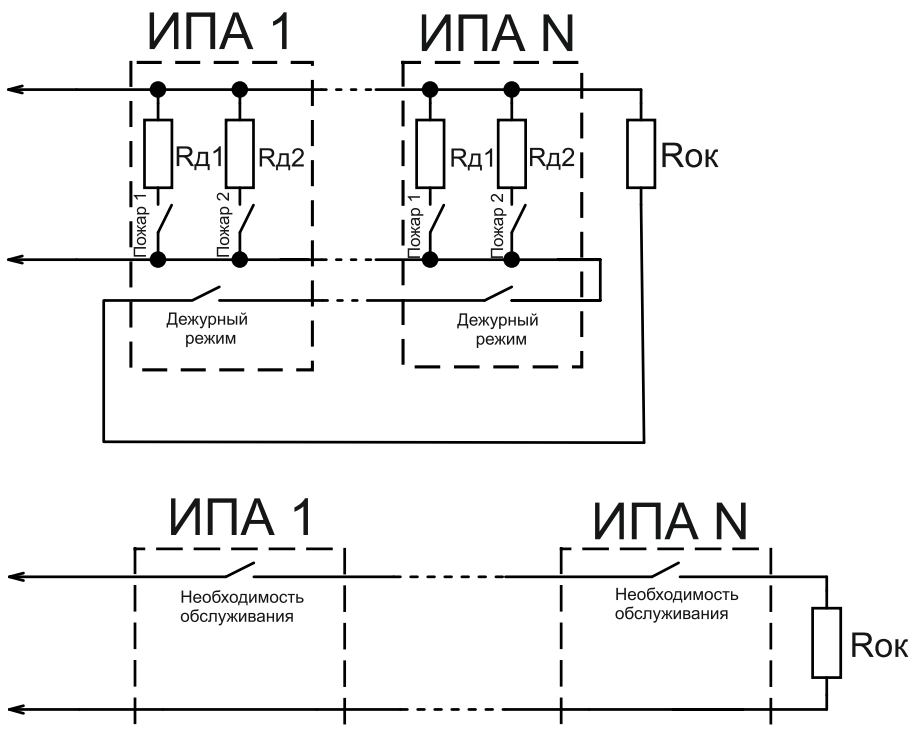 ИПА 1
ИПА N
Rд1
Rд2
Rд1
Rд2
Rок
Пожар 1
Пожар 2
Пожар 1
Пожар 2
Дежурный
режим
Дежурный
режим
ИПА 1
ИПА N
Необходимость
обслуживания
Необходимость
обслуживания
Rок